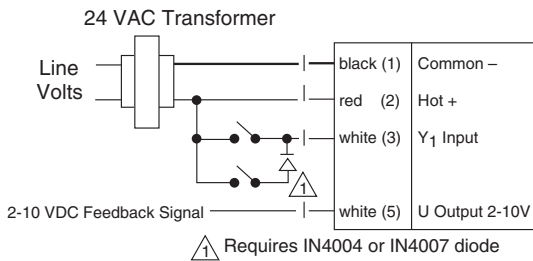 24 VAC Transformer
Line
Volts
black (1) Common –
red (2) Hot +
white (3) Y1 Input
1
2-10 VDC Feedback Signal
white (5) U Output 2-10V
1 Requires IN4004 or IN4007 diode